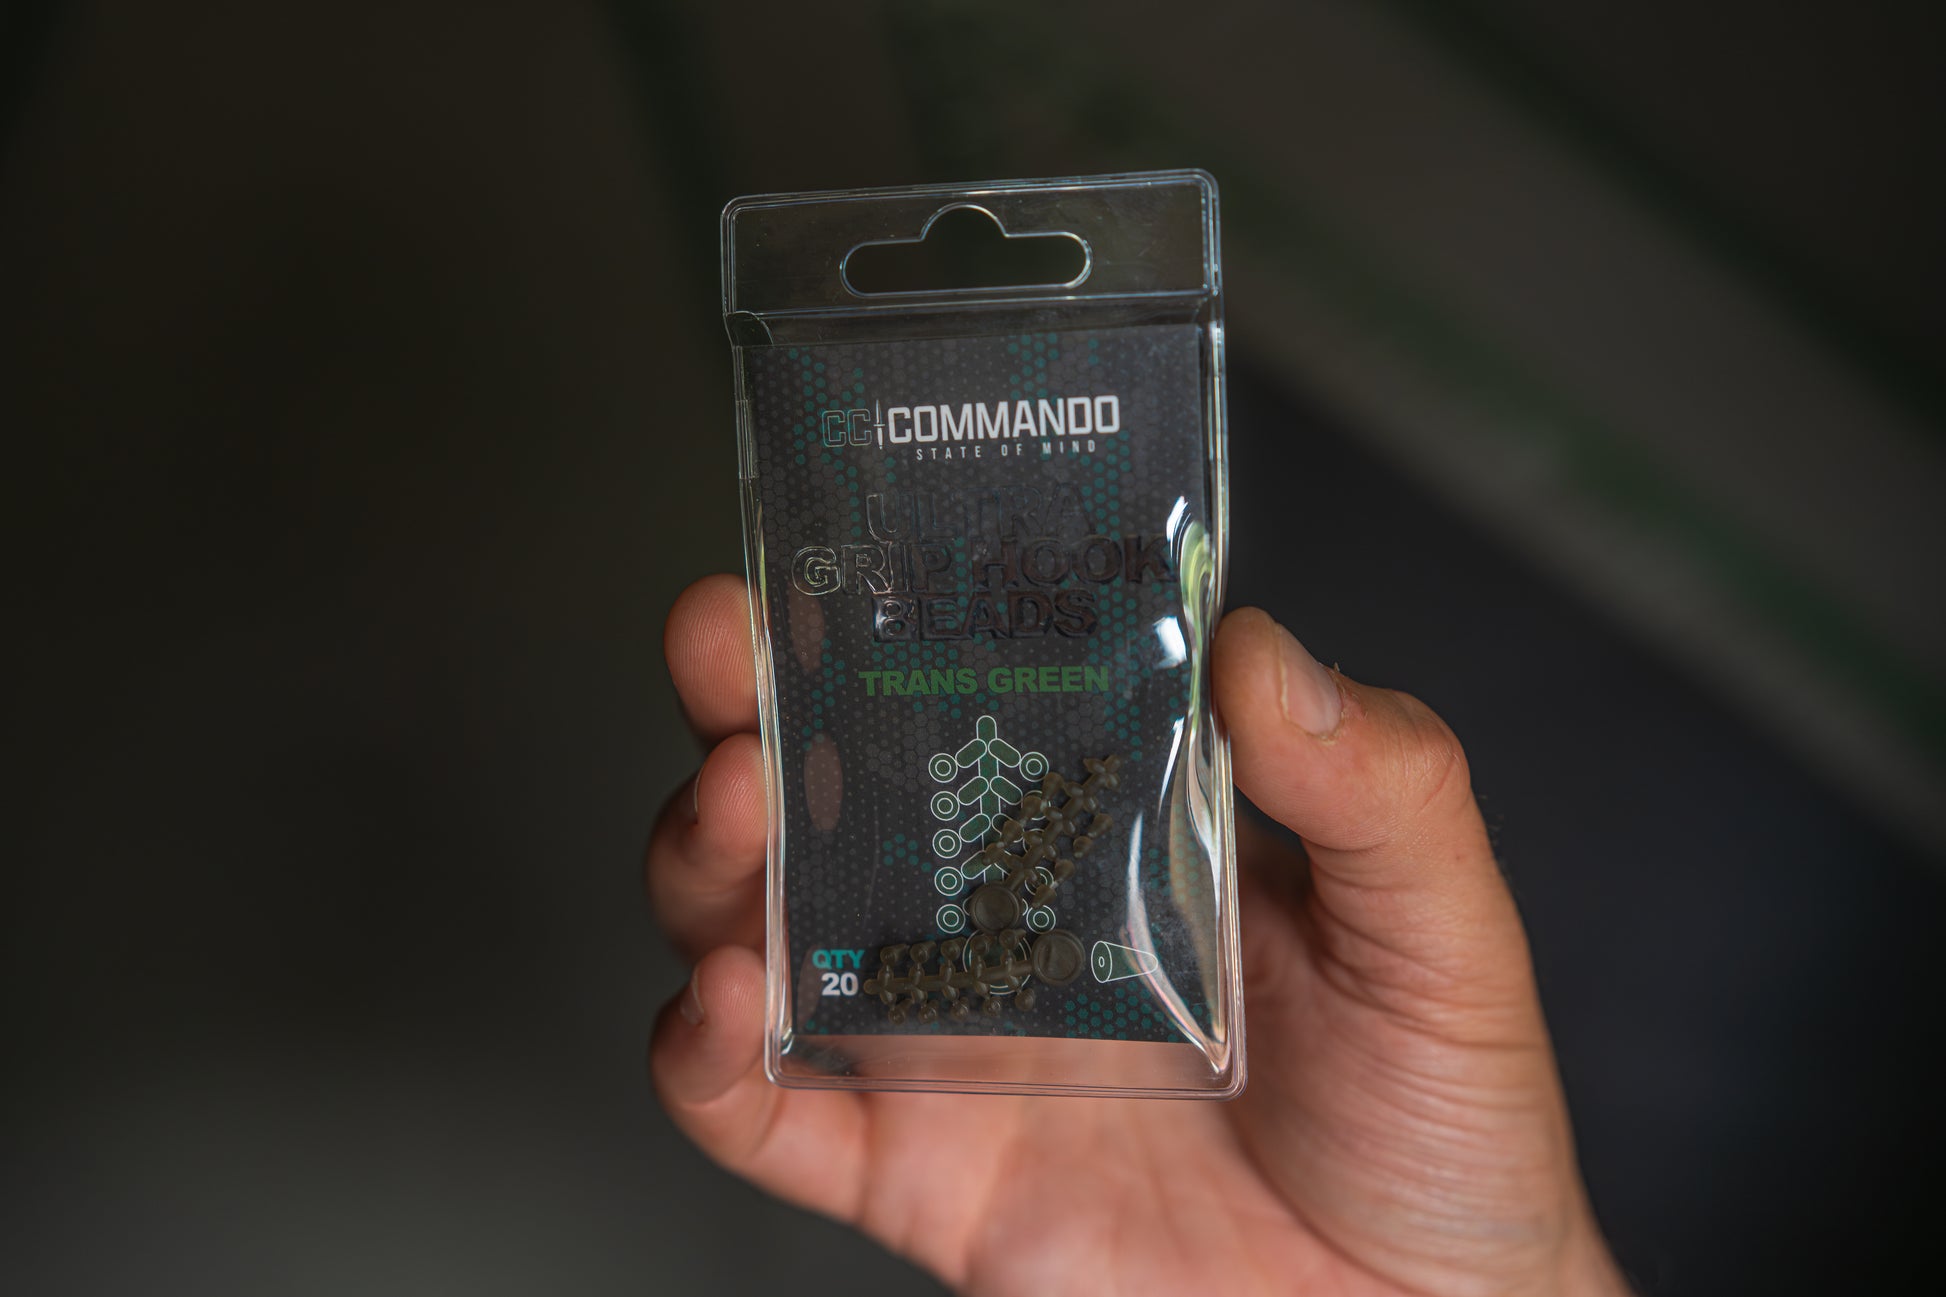 CC COMMANDO
STATE OF MIND
ULTRA
GRIP HOOK
BEADS
TRANS GREEN
QTY
20